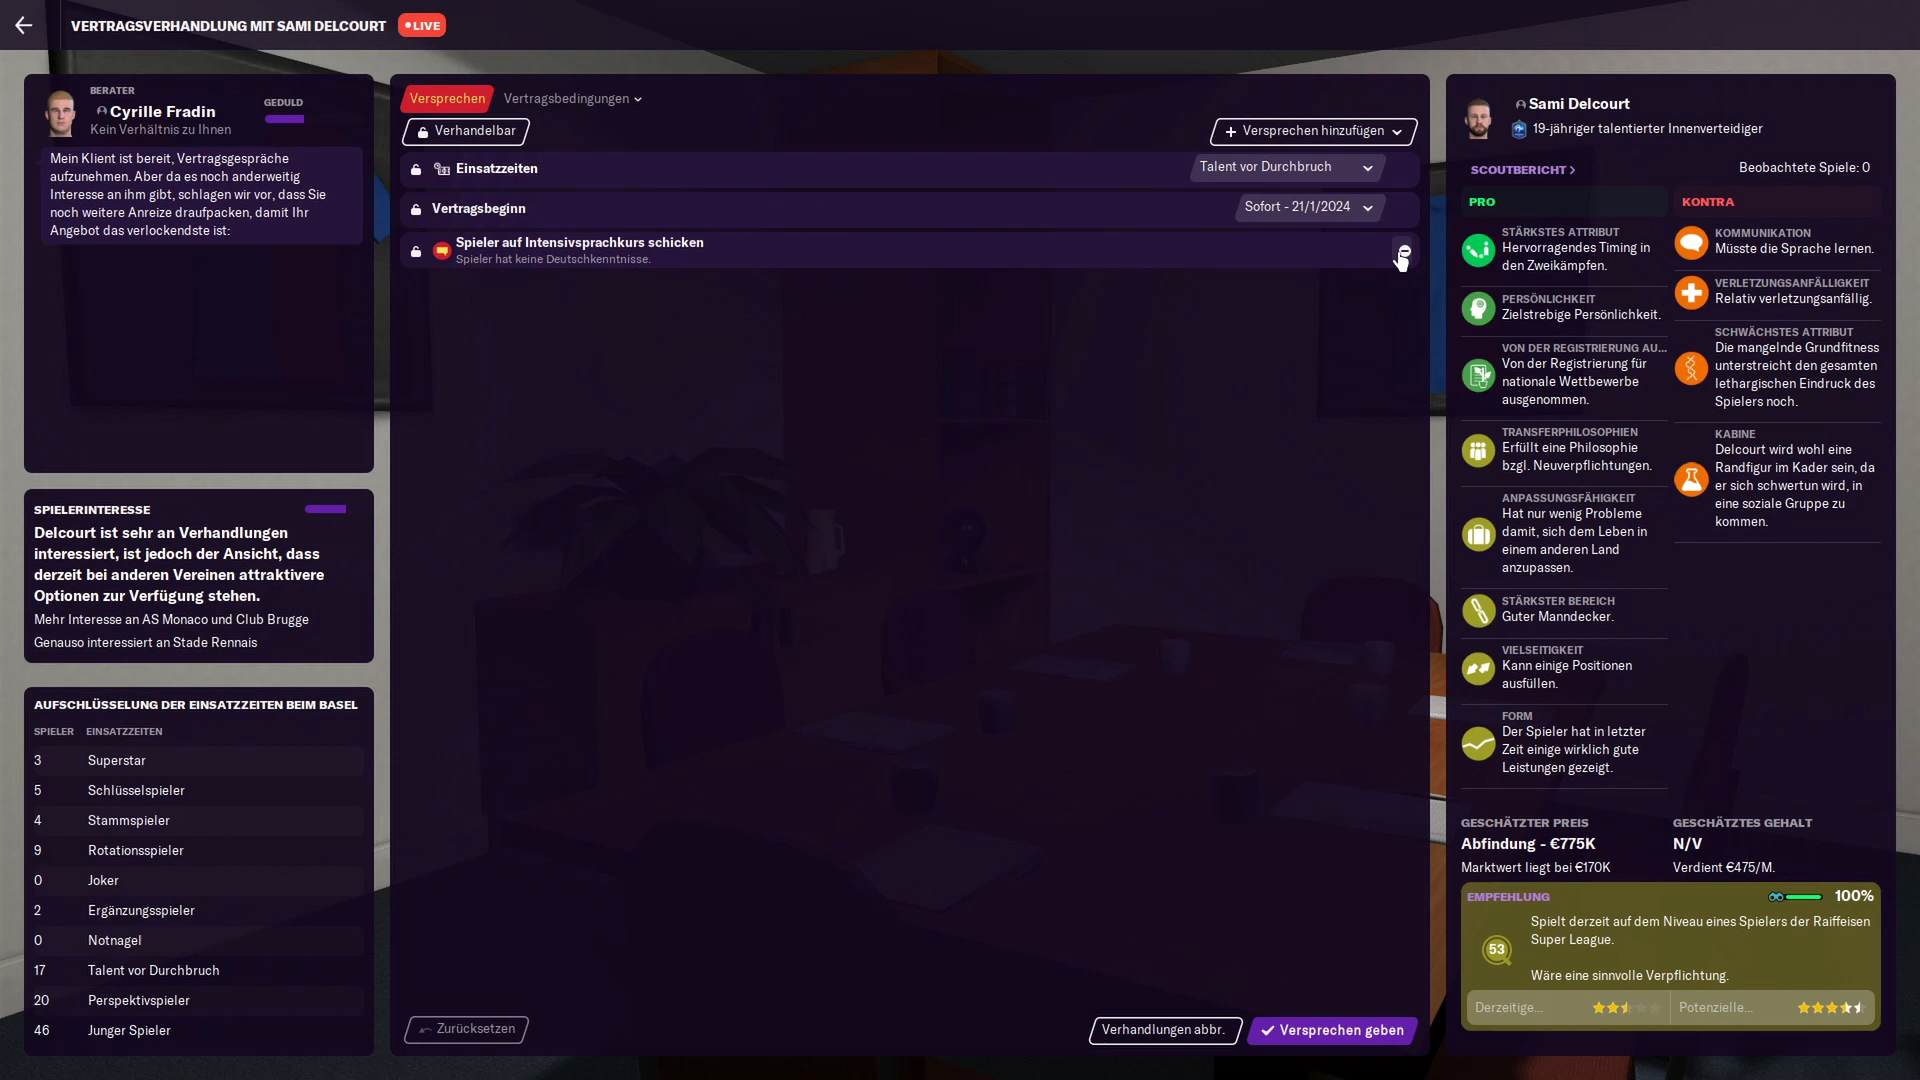 VERTRAGSVERHANDLUNG MIT SAMI DELCOURT
LIVE
BERATER
Cyrille Fradin
Kein Verhältnis zu Ihnen
GEDULD
Mein Klient ist bereit, Vertragsgespräche
aufzunehmen. Aber da es noch anderweitig
Interesse an ihm gibt, schlagen wir vor, dass Sie
noch weitere Anreize draufpacken, damit Ihr
Angebot das verlockendste ist:
SPIELERINTERESSE
Delcourt ist sehr an Verhandlungen
interessiert, ist jedoch der Ansicht, dass
derzeit bei anderen Vereinen attraktivere
Optionen zur Verfügung stehen.
Mehr Interesse an AS Monaco und Club Brugge
Genauso interessiert an Stade Rennais
AUFSCHLÜSSELUNG DER EINSATZZEITEN BEIM BASEL
SPIELER EINSATZZEITEN
3 Superstar
5 Schlüsselspieler
4 Stammspieler
9 Rotationsspieler
0 Joker
2 Ergänzungsspieler
0 Notnagel
17 Talent vor Durchbruch
20 Perspektivspieler
46 Junger Spieler
Versprechen Vertragsbedingungen
Verhandelbar
Versprechen hinzufügen
Einsatzzeiten
Talent vor Durchbruch
Vertragsbeginn
Sofort - 21/1/2024
Spieler auf Intensivsprachkurs schicken
Spieler hat keine Deutschkenntnisse.
Zurücksetzen
Verhandlungen abbr.
Versprechen geben
Sami Delcourt
19-jähriger talentierter Innenverteidiger
SCOUTBERICHT >
Beobachtete Spiele: 0
PRO
STÄRKSTES ATTRIBUT
Hervorragendes Timing in
den Zweikämpfen.
PERSÖNLICHKEIT
Zielstrebige Persönlichkeit.
VON DER REGISTRIERUNG AU...
Von der Registrierung für
nationale Wettbewerbe
ausgenommen.
TRANSFERPHILOSOPHIEN
Erfüllt eine Philosophie
bzgl. Neuverpflichtungen.
ANPASSUNGSFÄHIGKEIT
Hat nur wenig Probleme
damit, sich dem Leben in
einem anderen Land
anzupassen.
STÄRKSTER BEREICH
Guter Manndecker.
VIELSEITIGKEIT
Kann einige Positionen
ausfüllen.
FORM
Der Spieler hat in letzter
Zeit einige wirklich gute
Leistungen gezeigt.
KONTRA
KOMMUNIKATION
Müsste die Sprache lernen.
VERLETZUNGSANFÄLLIGKEIT
Relativ verletzungsanfällig.
SCHWÄCHSTES ATTRIBUT
Die mangelnde Grundfitness
unterstreicht den gesamten
lethargischen Eindruck des
Spielers noch.
KABINE
Delcourt wird wohl eine
Randfigur im Kader sein, da
er sich schwertun wird, in
eine soziale Gruppe zu
kommen.
GESCHÄTZTER PREIS
Abfindung - €775K
Marktwert liegt bei €170K
GESCHÄTZTES GEHALT
N/V
Verdient €475/M.
EMPFEHLUNG
100%
53
Spielt derzeit auf dem Niveau eines Spielers der Raiffeisen
Super League.
Wäre eine sinnvolle Verpflichtung.
Derzeitige...
Potenzielle...